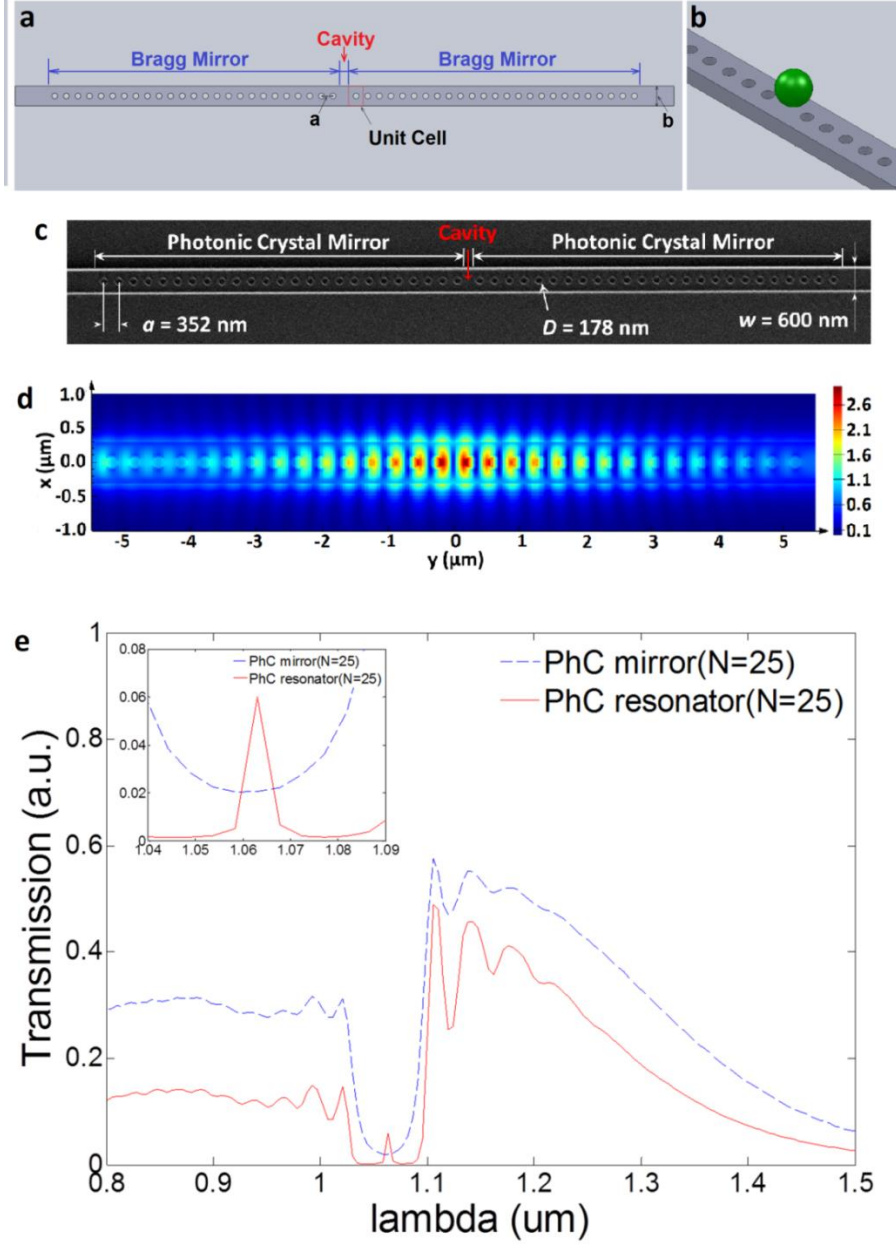 a
Cavity
Bragg Mirror
Bragg Mirror
a
Unit Cell
b
b
c
Cavity
Photonic Crystal Mirror
Photonic Crystal Mirror
a = 352 nm
D = 178 nm
w = 600 nm
d
1.0
0.5
0.0
-0.5
-1.0
x (μm)
-5 -4 -3 -2 -1 0 1 2 3 4 5
y (μm)
2.6
2.1
1.6
1.1
0.6
0.1
e
1
0.8
0.6
0.4
0.2
0
Transmission (a.u.)
0.08
0.06
0.04
0.02
0
1.04 1.05 1.06 1.07 1.08 1.09
PhC mirror(N=25)
PhC resonator(N=25)
PhC mirror(N=25)
PhC resonator(N=25)
0.8 0.9 1 1.1 1.2 1.3 1.4 1.5
lambda (um)